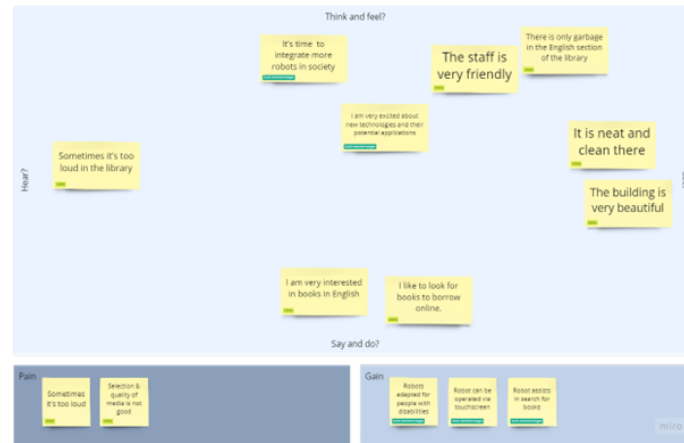 Think and feel?
It's time to
integrate more
robots in society
The staff is
very friendly
There is only garbage
in the English section
of the library
I am very excited about
new technologies and their
potential applications
Hear?
Sometimes it's too
loud in the library
It is neat and
clean there
The building is
very beautiful
I am very interested
in books in English
I like to look for
books to borrow
online.
Say and do?
Pain
Sometimes
it's too loud
Selection &
quality of
media is not
good
Gain
Robots
adapted for
people with
disabilities
Robot can be
operated via
touchscreen
Robot assists
in search for
books
miro